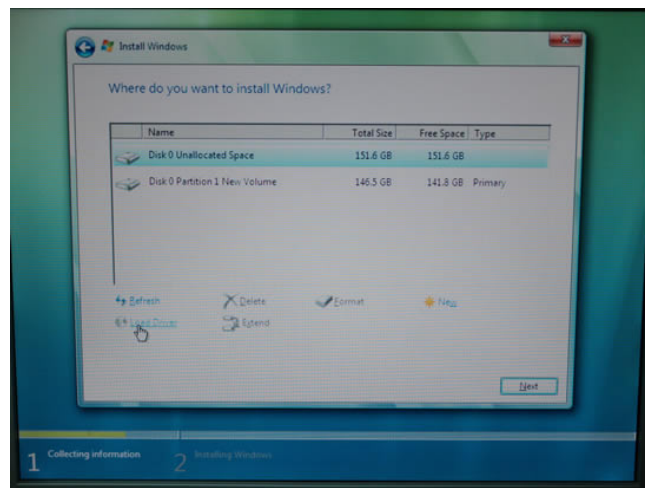 Install Windows
Where do you want to install Windows?
Name Total Size Free Space Type
Disk 0 Unallocated Space 151.6 GB 151.6 GB
Disk 0 Partition 1 New Volume 146.5 GB 141.8 GB Primary
Refresh Delete Format New
Load Driver Extend
Next
1 Collecting information 2 Installing Windows